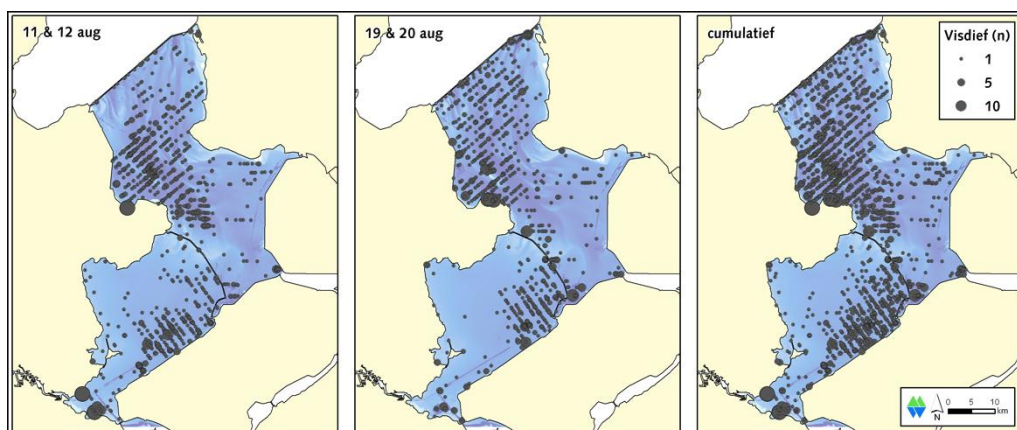 11 & 12 aug
19 & 20 aug
cumulatief
Visdief (n)
1
5
10
N
0 5 10
km